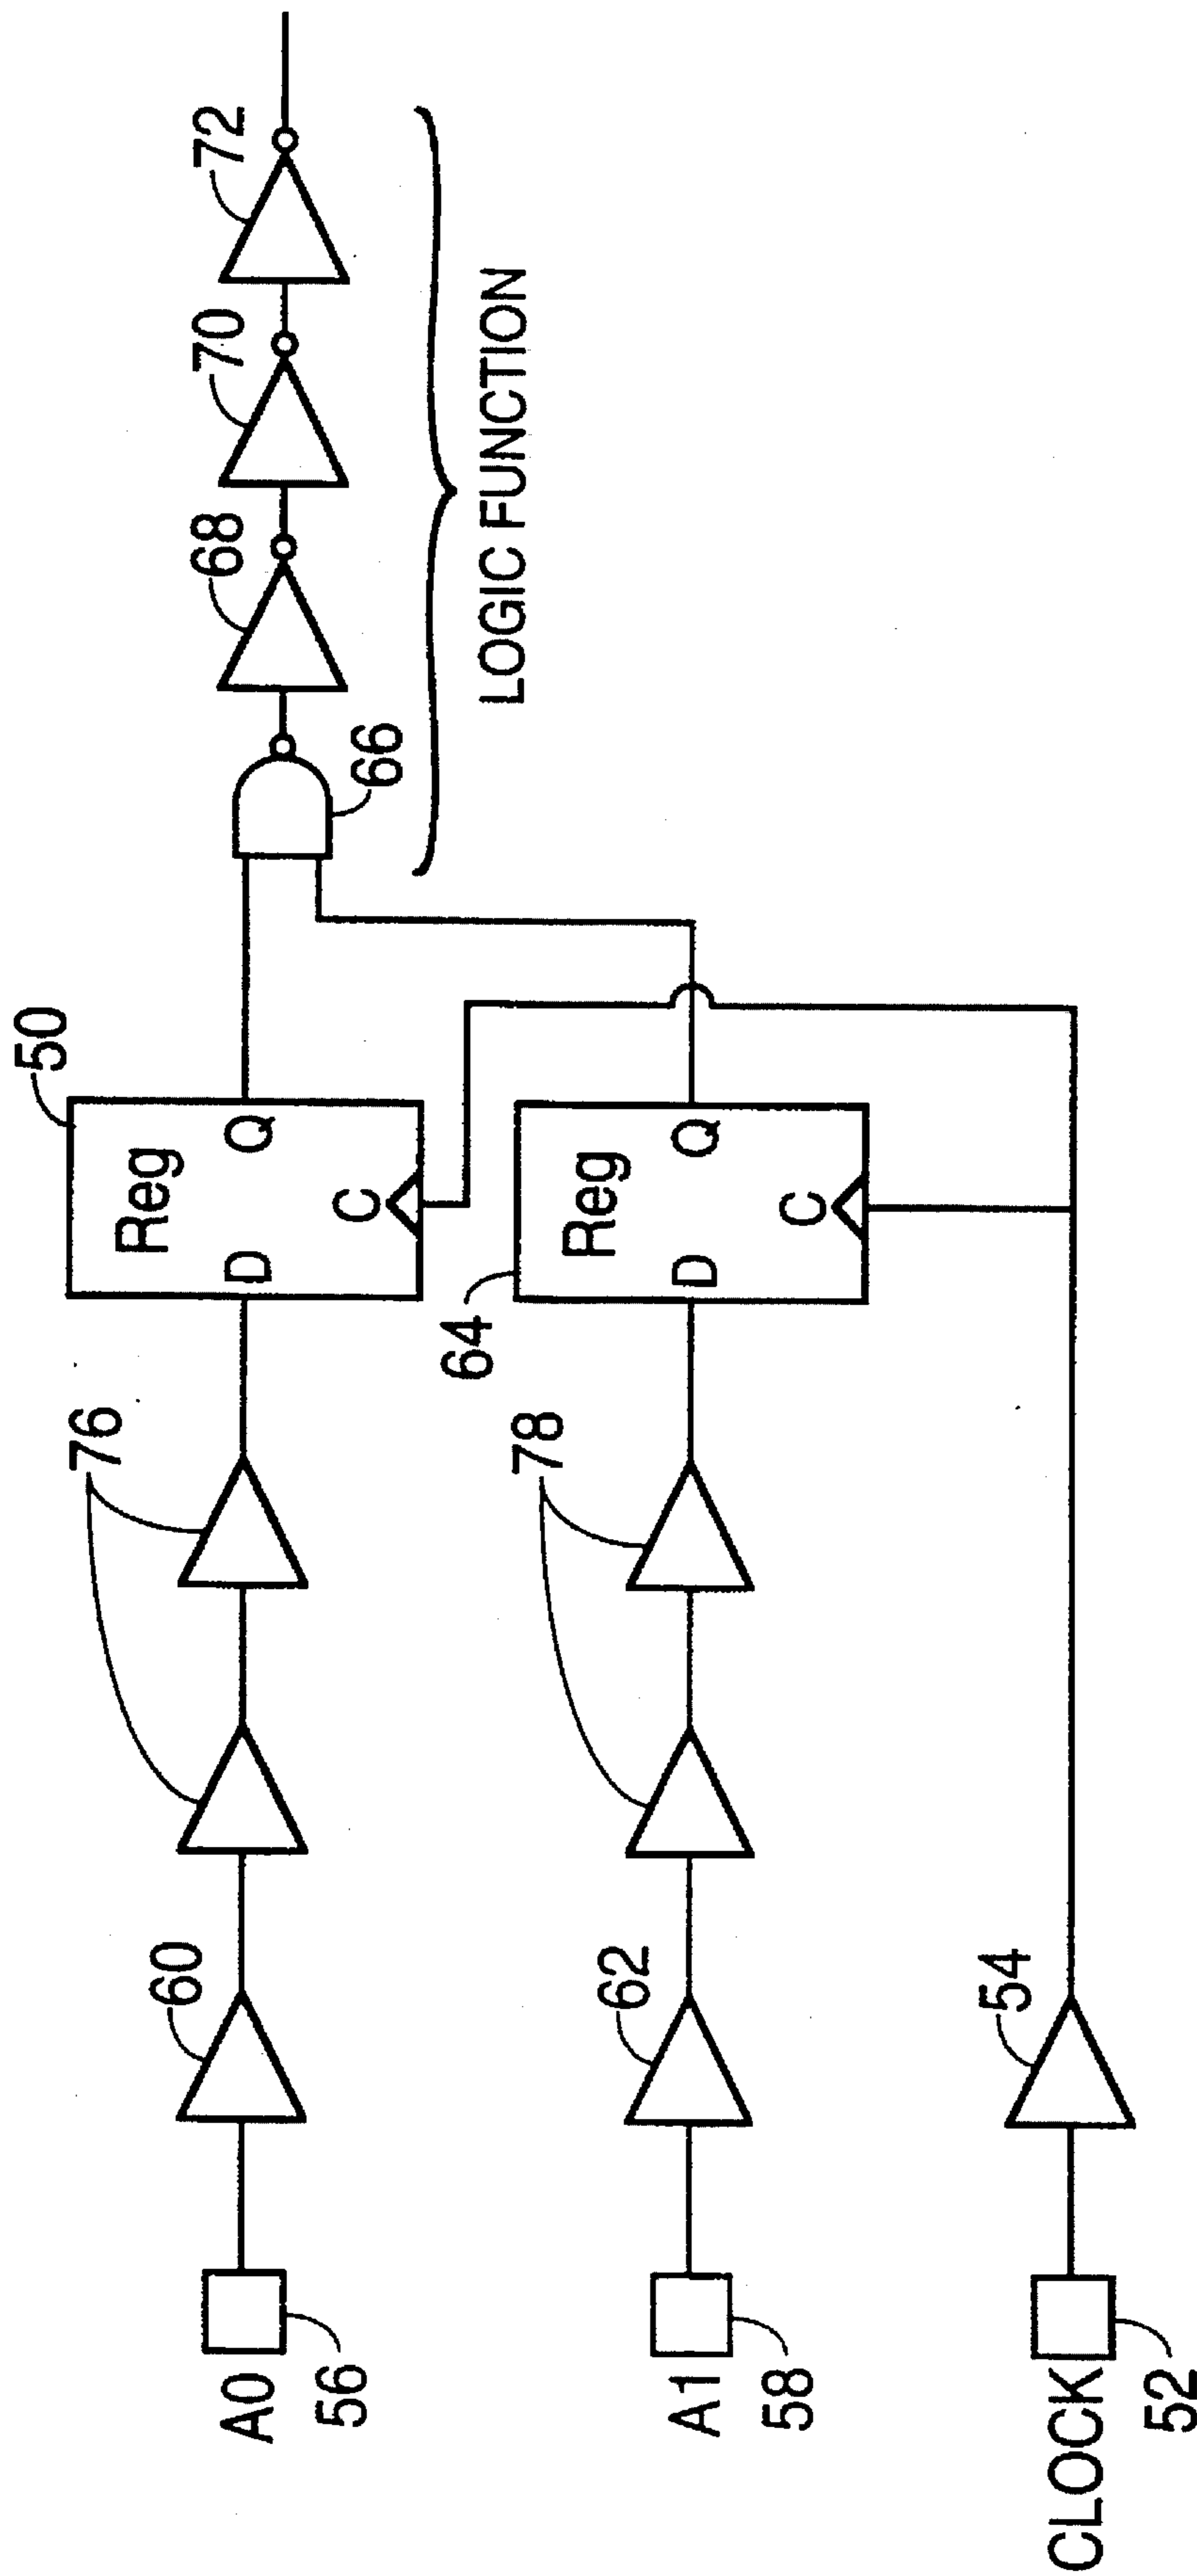 50
72
70
68
76
Reg
60
D
Q
A0
C
66
56
LOGIC FUNCTION
64
78
Reg
62
D
Q
A1
C
58
54
CLOCK
52